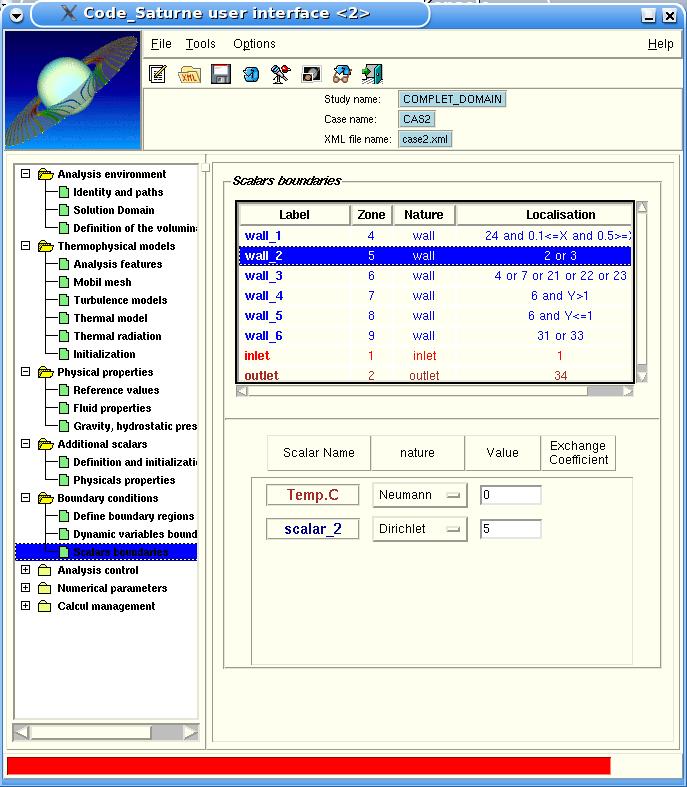 Code_Saturne user interface <2>
File Tools Options Help
Study name: COMPLET_DOMAIN
Case name: CAS2
XML file name: case2.xml
Analysis environment
Identity and paths
Solution Domain
Definition of the volumin
Thermophysical models
Analysis features
Mobil mesh
Turbulence models
Thermal model
Thermal radiation
Initialization
Physical properties
Reference values
Fluid properties
Gravity, hydrostatic pres
Additional scalars
Definition and initializati
Physicals properties
Boundary conditions
Define boundary regions
Dynamic variables bound
Scalars boundaries
Analysis control
Numerical parameters
Calcul management
Scalars boundaries
Label Zone Nature Localisation
wall_1 4 wall 24 and 0.1<=X and 0.5>=X
wall_2 5 wall 2 or 3
wall_3 6 wall 4 or 7 or 21 or 22 or 23
wall_4 7 wall 6 and Y>1
wall_5 8 wall 6 and Y<=1
wall_6 9 wall 31 or 33
inlet 1 inlet 1
outlet 2 outlet 34
Scalar Name nature Value Exchange
Coefficient
Temp.C Neumann 0
scalar_2 Dirichlet 5